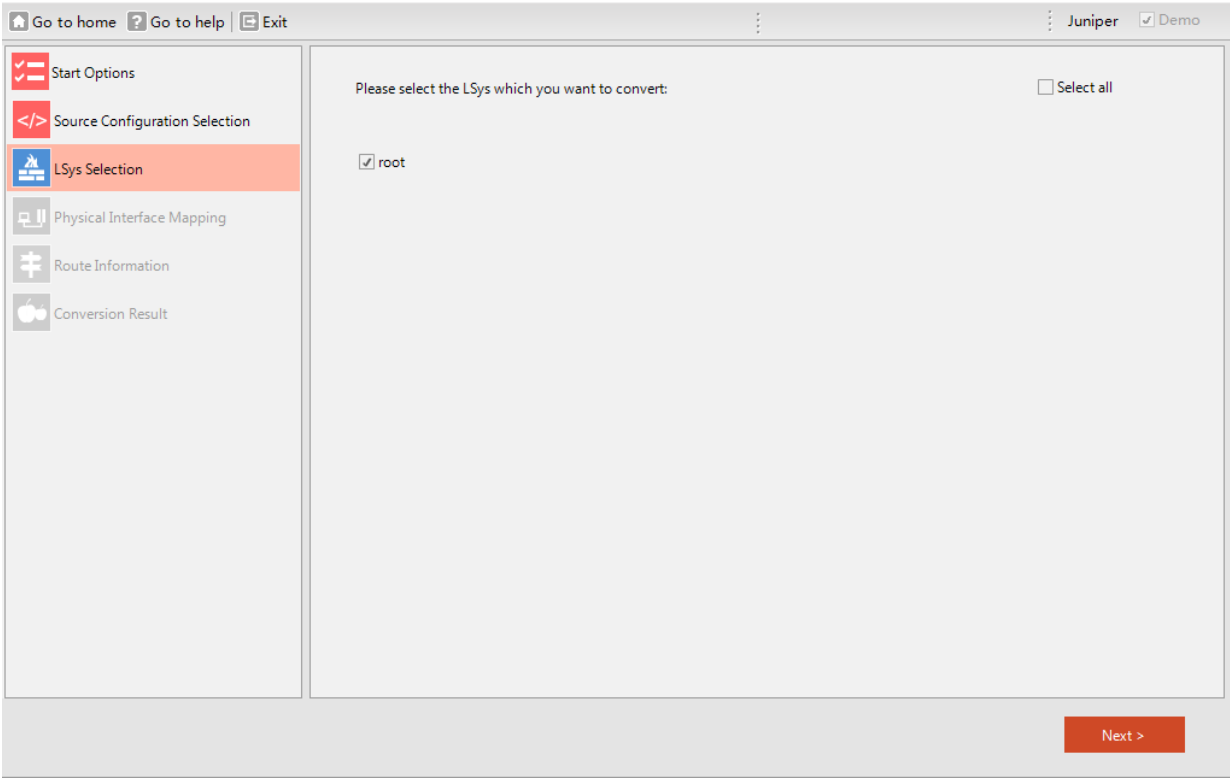 Go to home Go to help Exit Juniper Demo
Start Options
Source Configuration Selection
LSys Selection
Physical Interface Mapping
Route Information
Conversion Result
Please select the LSys which you want to convert: Select all
root
Next >